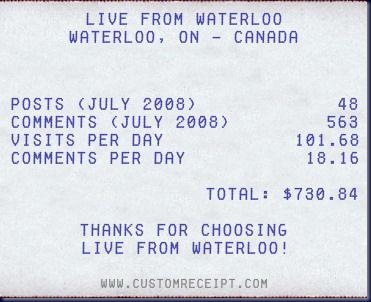 LIVE FROM WATERLOO
WATERLOO, ON - CANADA
POSTS (JULY 2008) 48
COMMENTS (JULY 2008) 563
VISITS PER DAY 101.68
COMMENTS PER DAY 18.16
TOTAL: $730.84
THANKS FOR CHOOSING
LIVE FROM WATERLOO!
WWW.CUSTOMRECEIPT.COM